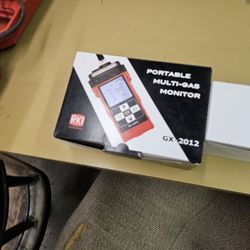 PORTABLE
MULTI-GAS
MONITOR
RKI
GX-2012